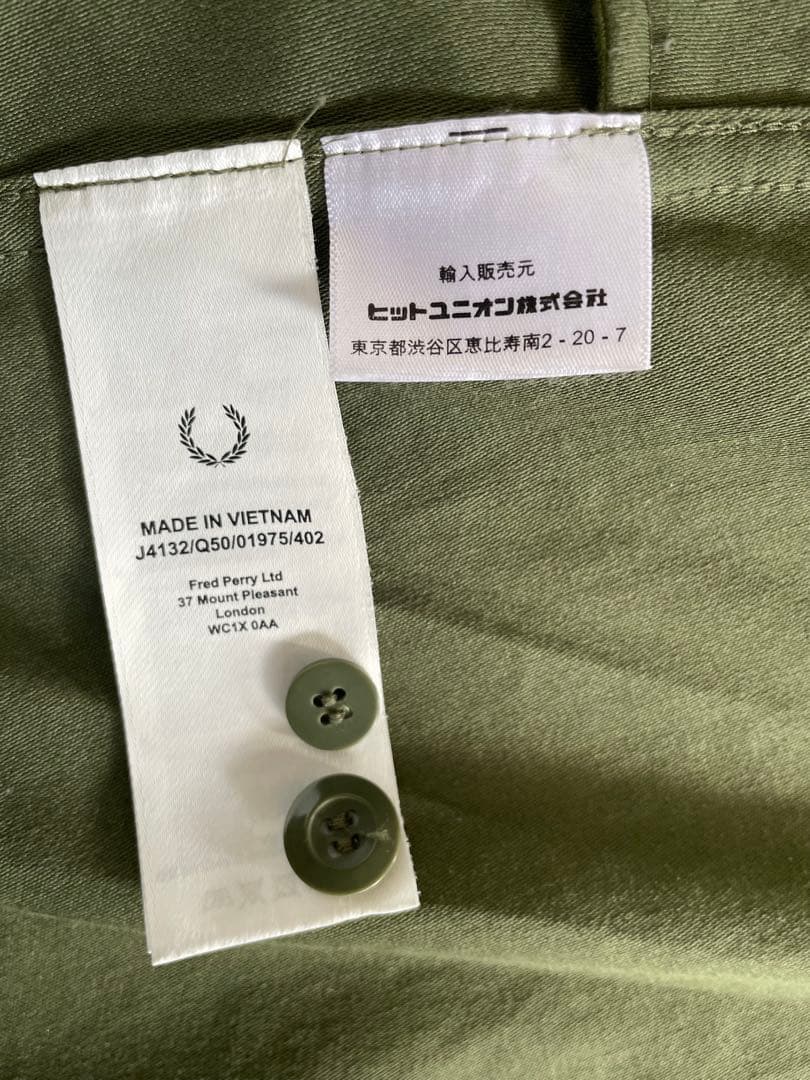 輸入販売元
ヒットユニオン株式会社
東京都渋谷区恵比寿南2-20-7
MADE IN VIETNAM
J4132/Q50/01975/402
Fred Perry Ltd
37 Mount Pleasant
London
WC1X 0AA